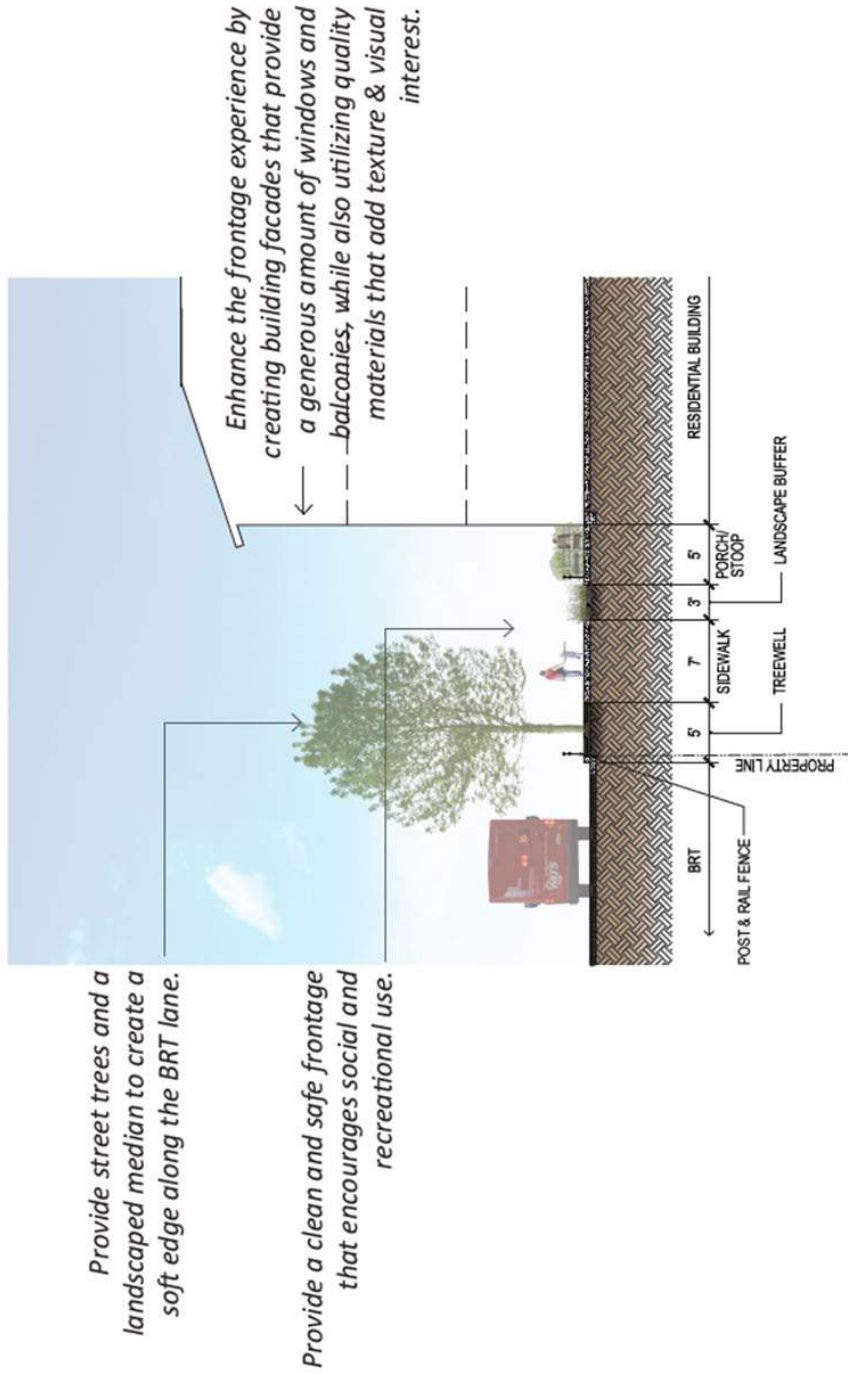 Provide street trees and a
landscaped median to create a
soft edge along the BRT lane.
Provide a clean and safe frontage
that encourages social and
recreational use.
Enhance the frontage experience by
creating building facades that provide
a generous amount of windows and
balconies, while also utilizing quality
materials that add texture & visual
interest.
BRT
5'
7'
SIDEWALK
3'
5'
PORCH/
STOOP
RESIDENTIAL BUILDING
POST & RAIL FENCE
PROPERTY LINE
TREEWELL
LANDSCAPE BUFFER